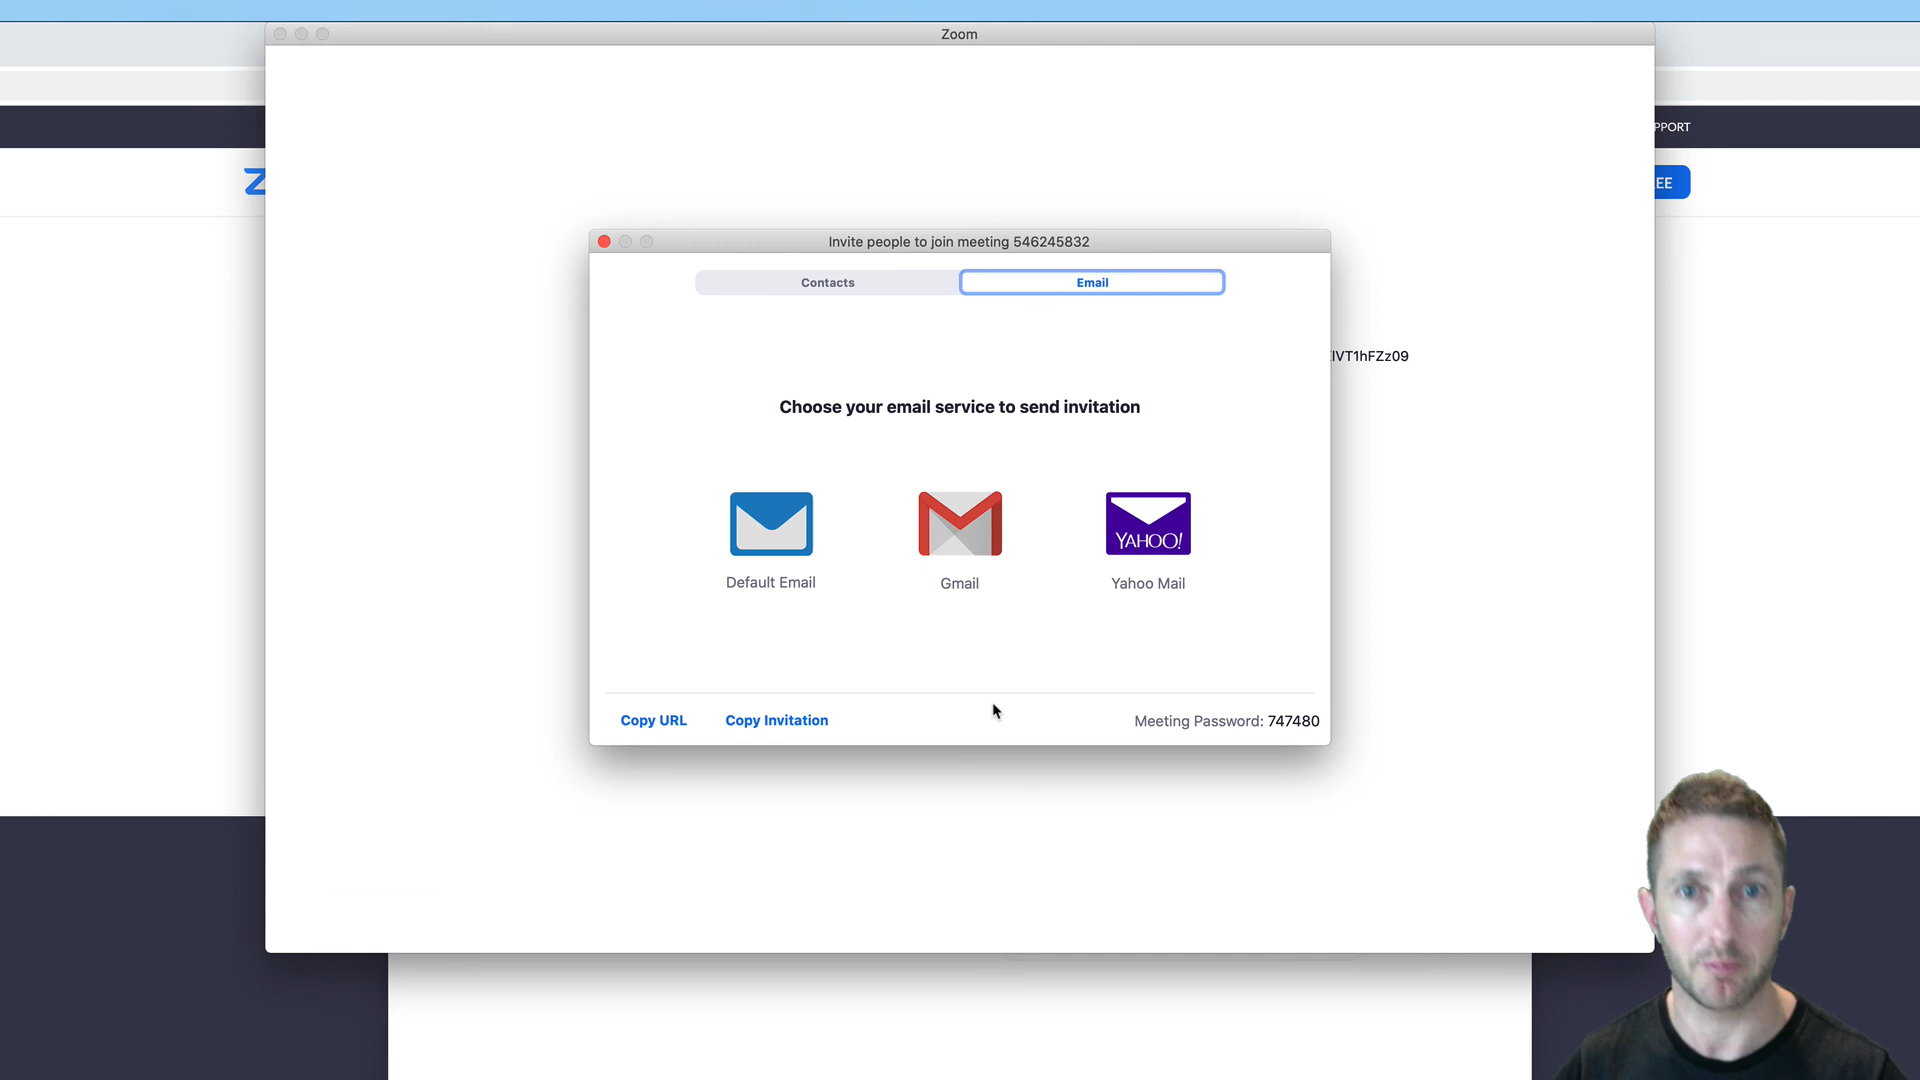 Zoom
PPORT
EE
Invite people to join meeting 546245832
Contacts
Email
IVT1hFZz09
Choose your email service to send invitation
YAHOO!
Default Email
Gmail
Yahoo Mail
Copy URL
Copy Invitation
Meeting Password: 747480